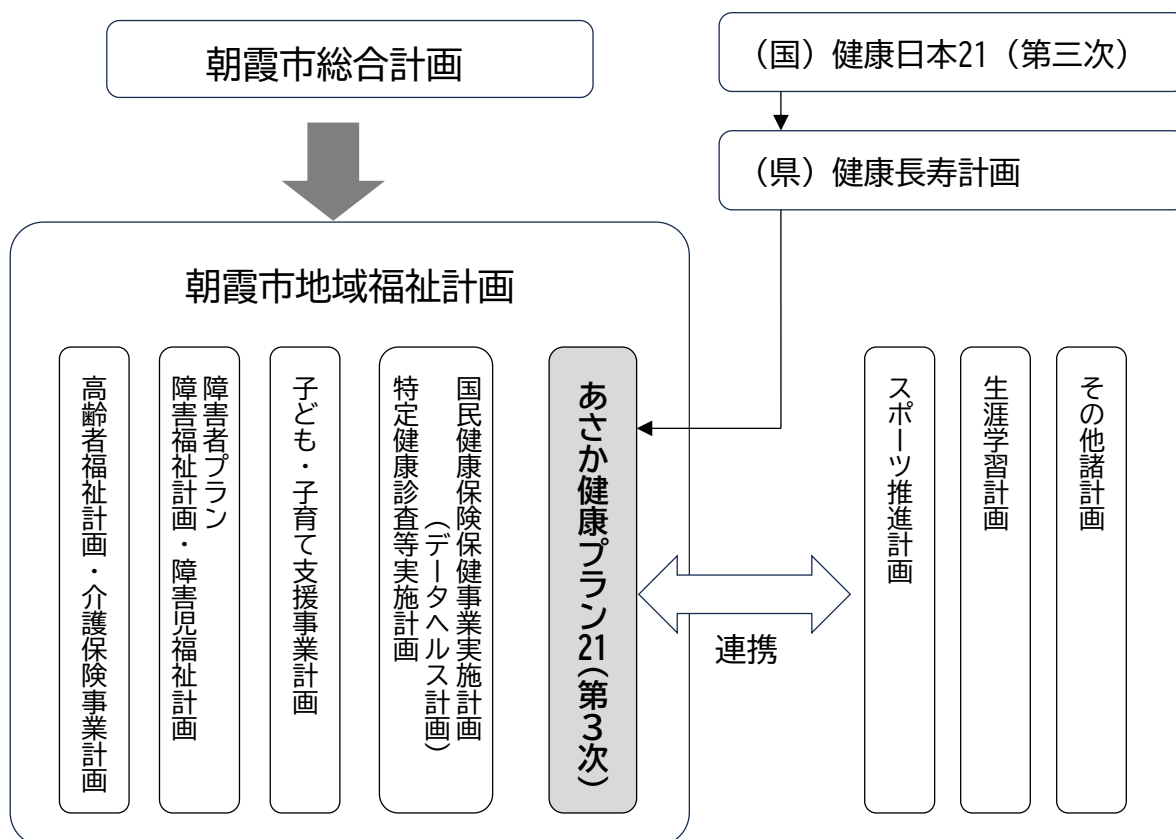 朝霞市総合計画
（国）健康日本21（第三次）
（県）健康長寿計画
朝霞市地域福祉計画
高齢者福祉計画・介護保険事業計画
障害者プラン
障害福祉計画・障害児福祉計画
子ども・子育て支援事業計画
国民健康保険保健事業実施計画
（データヘルス計画）
特定健康診査等実施計画
あさか健康プラン21（第３次）
連携
スポーツ推進計画
生涯学習計画
その他諸計画